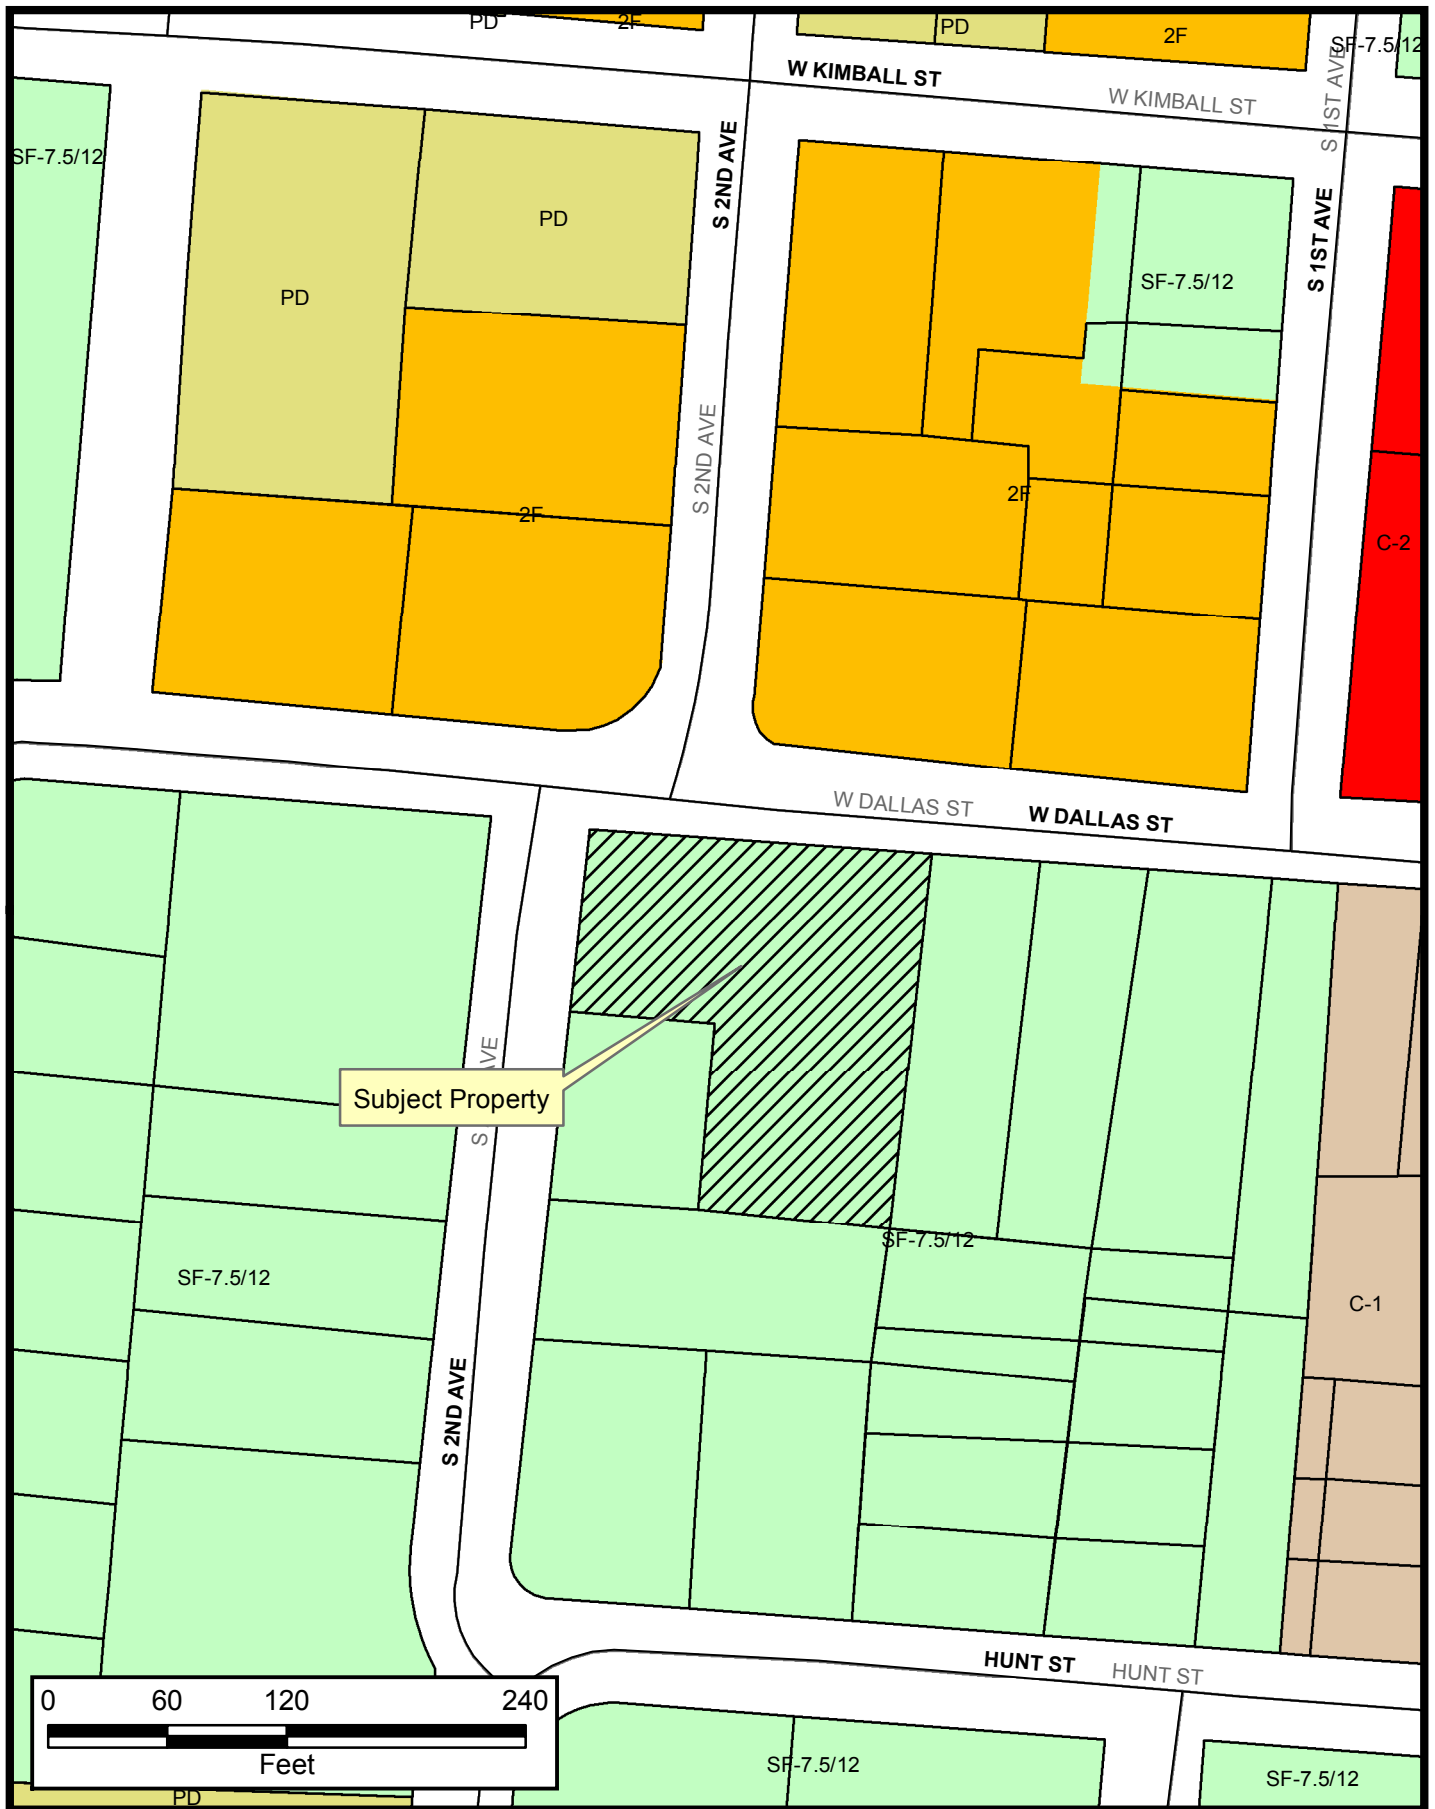 PD
2F
PD
2F
SF-7.5/12
W KIMBALL ST
W KIMBALL ST
S 1ST AVE
SF-7.5/12
S 2ND AVE
PD
PD
SF-7.5/12
S 1ST AVE
S 2ND AVE
2F
2F
C-2
W DALLAS ST
W DALLAS ST
S
AVE
Subject Property
SF-7.5/12
SF-7.5/12
C-1
S 2ND AVE
HUNT ST
HUNT ST
0 60 120 240
Feet
SF-7.5/12
SF-7.5/12
PD